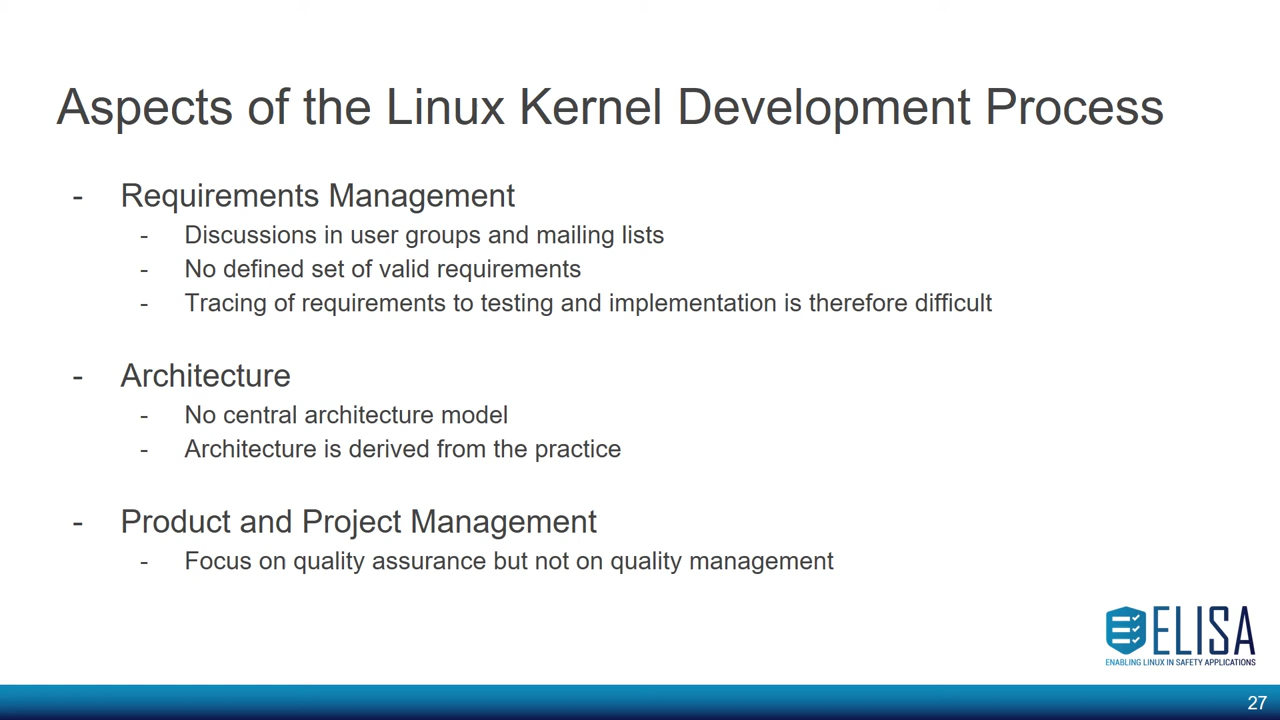 Aspects of the Linux Kernel Development Process
- Requirements Management
- Discussions in user groups and mailing lists
- No defined set of valid requirements
- Tracing of requirements to testing and implementation is therefore difficult
- Architecture
- No central architecture model
- Architecture is derived from the practice
- Product and Project Management
- Focus on quality assurance but not on quality management
ELISA
ENABLING LINUX IN SAFETY APPLICATIONS
27